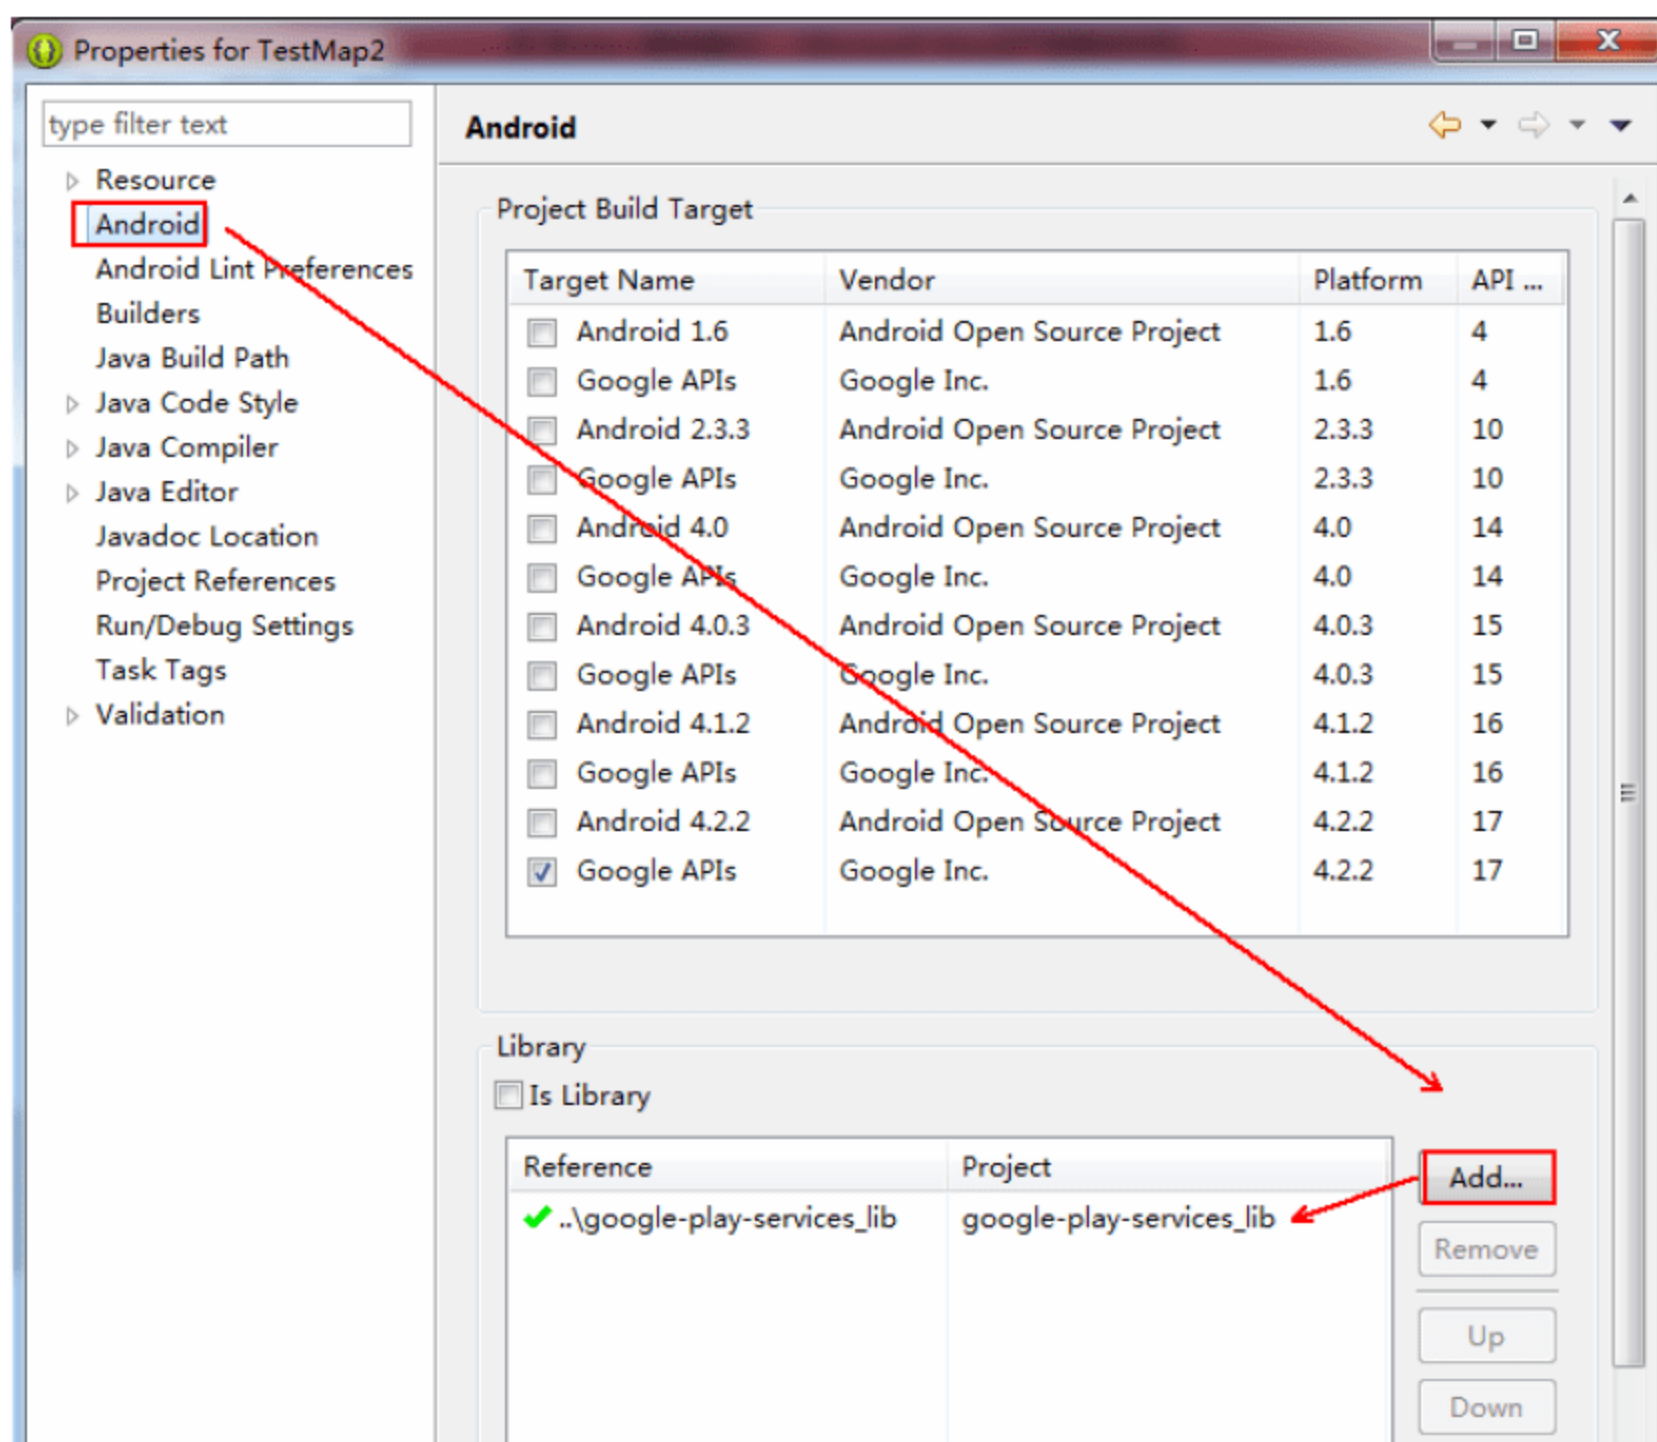 Properties for TestMap2
type filter text
Resource
Android
Android Lint Preferences
Builders
Java Build Path
Java Code Style
Java Compiler
Java Editor
Javadoc Location
Project References
Run/Debug Settings
Task Tags
Validation
Android
Project Build Target
Target Name Vendor Platform API ...
Android 1.6 Android Open Source Project 1.6 4
Google APIs Google Inc. 1.6 4
Android 2.3.3 Android Open Source Project 2.3.3 10
Google APIs Google Inc. 2.3.3 10
Android 4.0 Android Open Source Project 4.0 14
Google APIs Google Inc. 4.0 14
Android 4.0.3 Android Open Source Project 4.0.3 15
Google APIs Google Inc. 4.0.3 15
Android 4.1.2 Android Open Source Project 4.1.2 16
Google APIs Google Inc. 4.1.2 16
Android 4.2.2 Android Open Source Project 4.2.2 17
Google APIs Google Inc. 4.2.2 17
Library
Is Library
Reference Project
..\google-play-services_lib google-play-services_lib
Add...
Remove
Up
Down